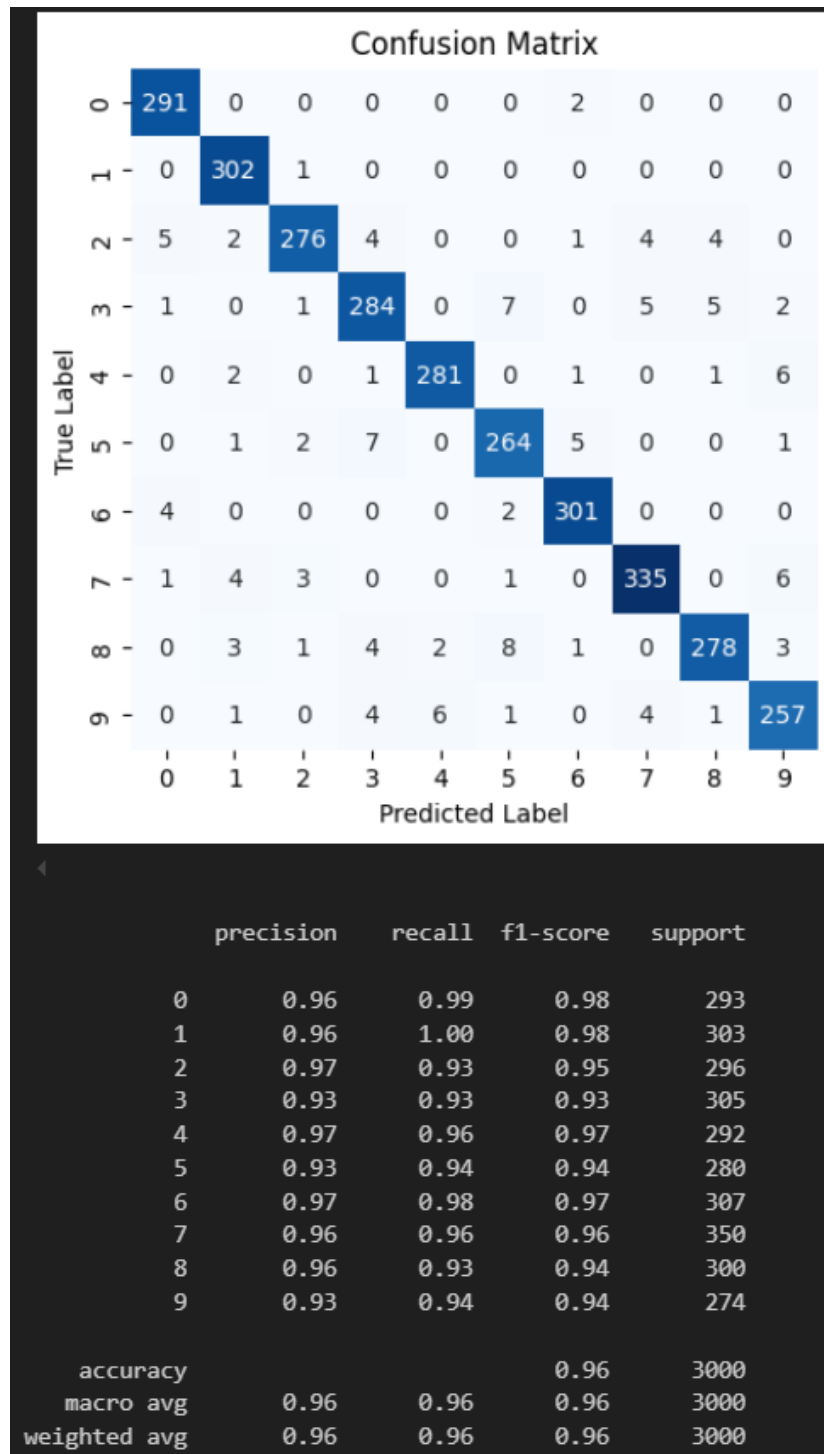 Confusion Matrix
0 291 0 0 0 0 0 2 0 0 0
1 0 302 1 0 0 0 0 0 0 0
2 5 2 276 4 0 0 1 4 4 0
3 1 0 1 284 0 7 0 5 5 2
4 0 2 0 1 281 0 1 0 1 6
5 0 1 2 7 0 264 5 0 0 1
6 4 0 0 0 0 2 301 0 0 0
7 1 4 3 0 0 1 0 335 0 6
8 0 3 1 4 2 8 1 0 278 3
9 0 1 0 4 6 1 0 4 1 257
True Label
0 1 2 3 4 5 6 7 8 9
Predicted Label
precision recall f1-score support
0 0.96 0.99 0.98 293
1 0.96 1.00 0.98 303
2 0.97 0.93 0.95 296
3 0.93 0.93 0.93 305
4 0.97 0.96 0.97 292
5 0.93 0.94 0.94 280
6 0.97 0.98 0.97 307
7 0.96 0.96 0.96 350
8 0.96 0.93 0.94 300
9 0.93 0.94 0.94 274
accuracy 0.96 3000
macro avg 0.96 0.96 0.96 3000
weighted avg 0.96 0.96 0.96 3000